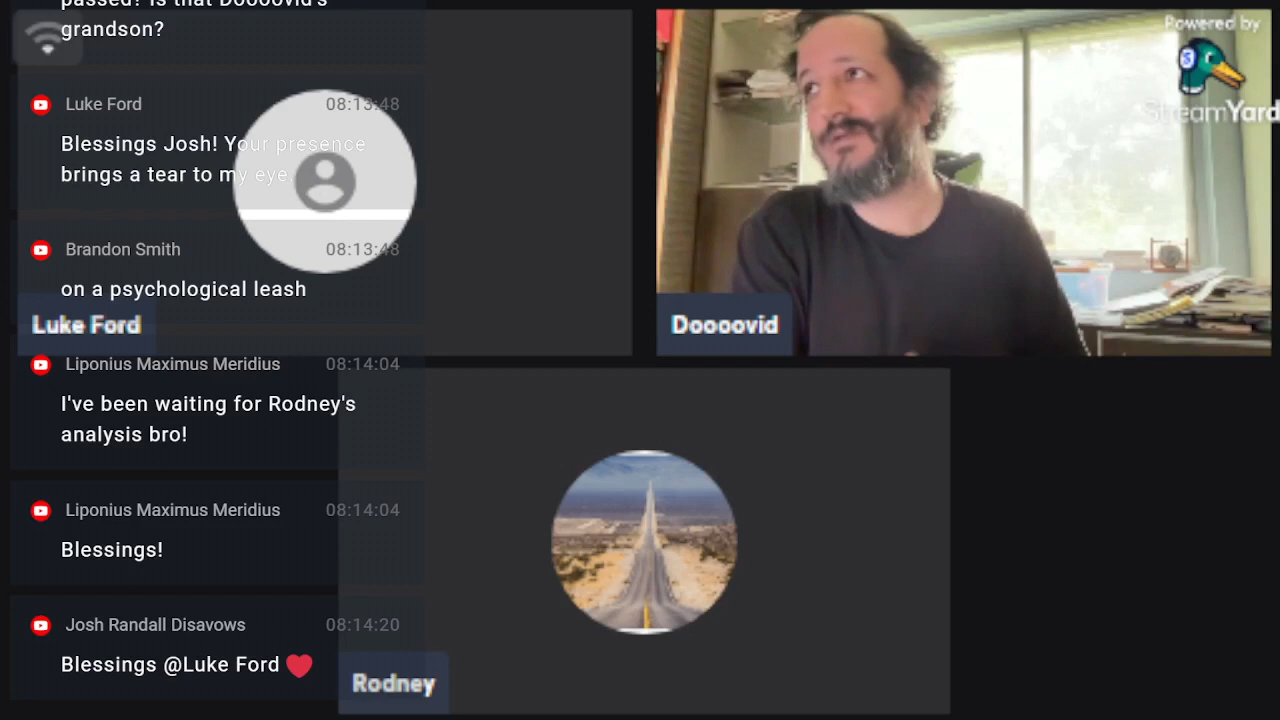 passed? Is that Doooovid's
grandson?
Luke Ford 08:13:48
Blessings Josh! Your presence
brings a tear to my eye.
Brandon Smith 08:13:48
on a psychological leash
Luke Ford
Liponius Maximus Meridius 08:14:04
I've been waiting for Rodney's
analysis bro!
Liponius Maximus Meridius 08:14:04
Blessings!
Josh Randall Disavows 08:14:20
Blessings @Luke Ford ❤
Powered by
StreamYard
Doooovid
Rodney